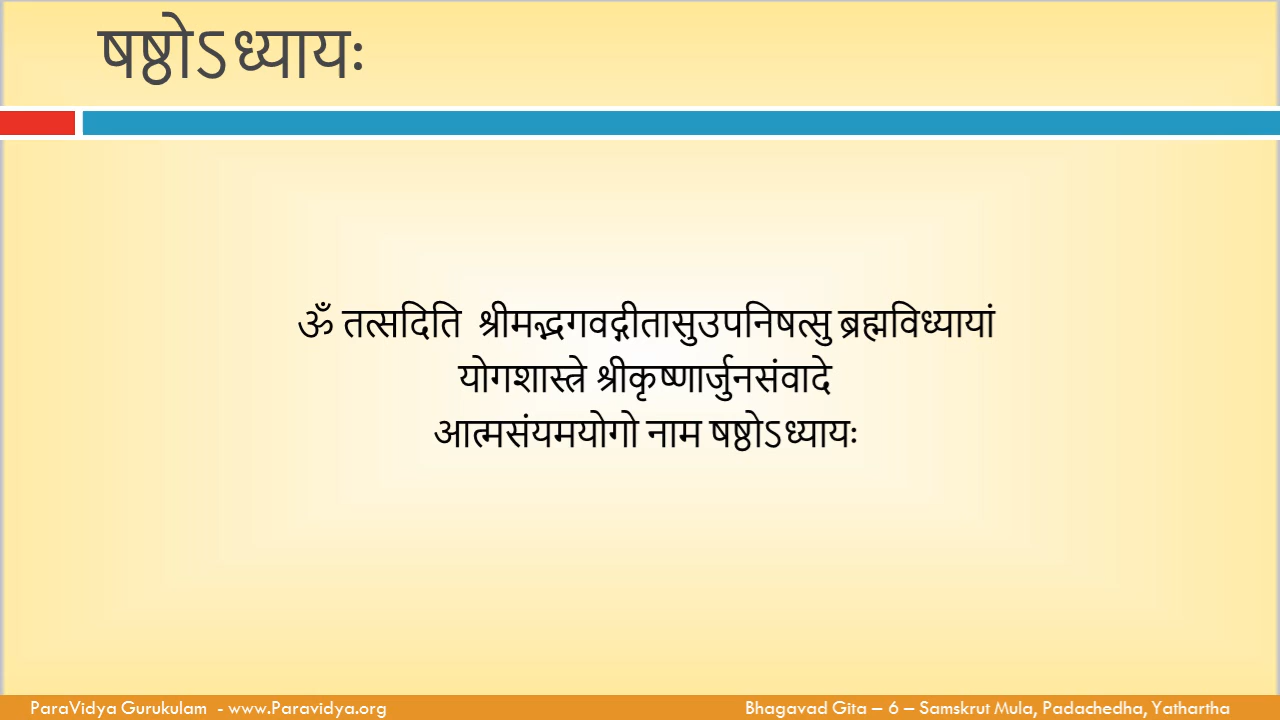 षष्ठोऽध्यायः
ॐ तत्सदिति श्रीमद्भगवद्गीतासुउपनिषत्सु ब्रह्मविध्यायां
योगशास्त्रे श्रीकृष्णार्जुनसंवादे
आत्मसंयमयोगो नाम षष्ठोऽध्यायः
ParaVidya Gurukulam - www.Paravidya.org
Bhagavad Gita – 6 – Samskrut Mula, Padachedha, Yathartha